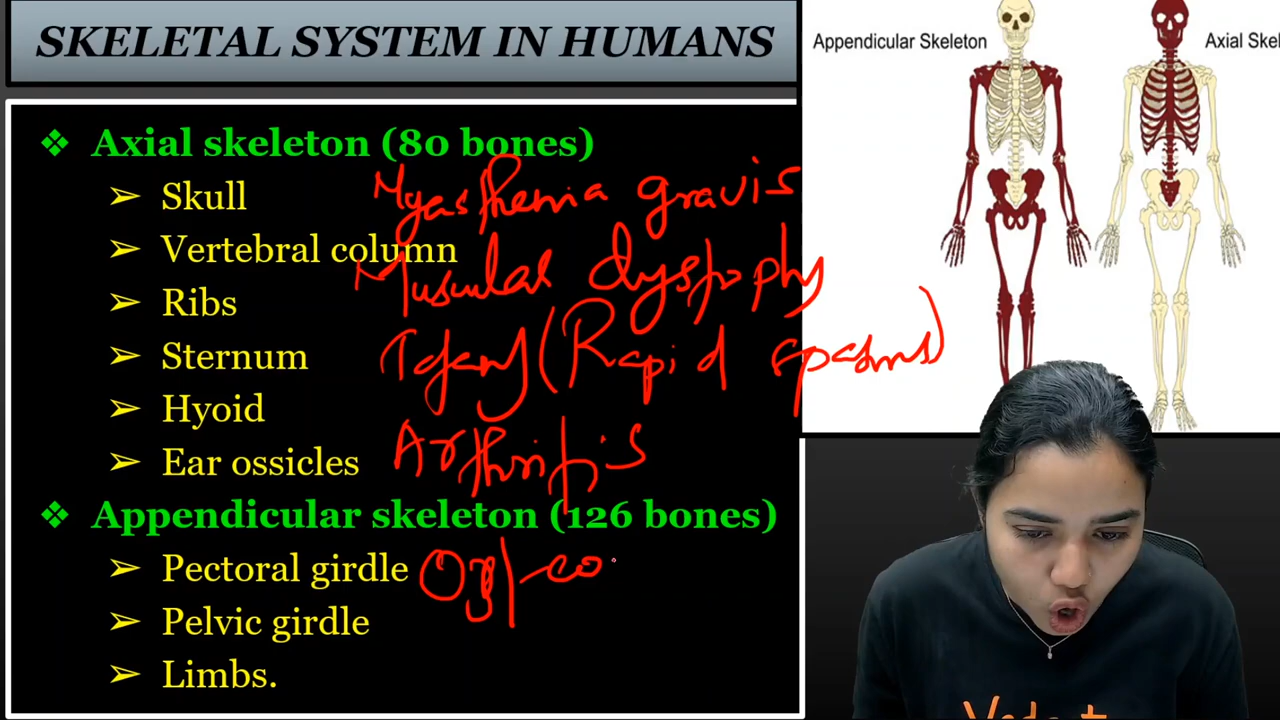 SKELETAL SYSTEM IN HUMANS
Appendicular Skeleton
Axial Skel
❖ Axial skeleton (80 bones)
➢ Skull
Myasthenia gravis
➢ Vertebral column
Muscular dystrophy
➢ Ribs
Tetany (Rapid spasms)
➢ Sternum
➢ Hyoid
Arthritis
➢ Ear ossicles
❖ Appendicular skeleton (126 bones)
➢ Pectoral girdle
➢ Pelvic girdle
➢ Limbs.